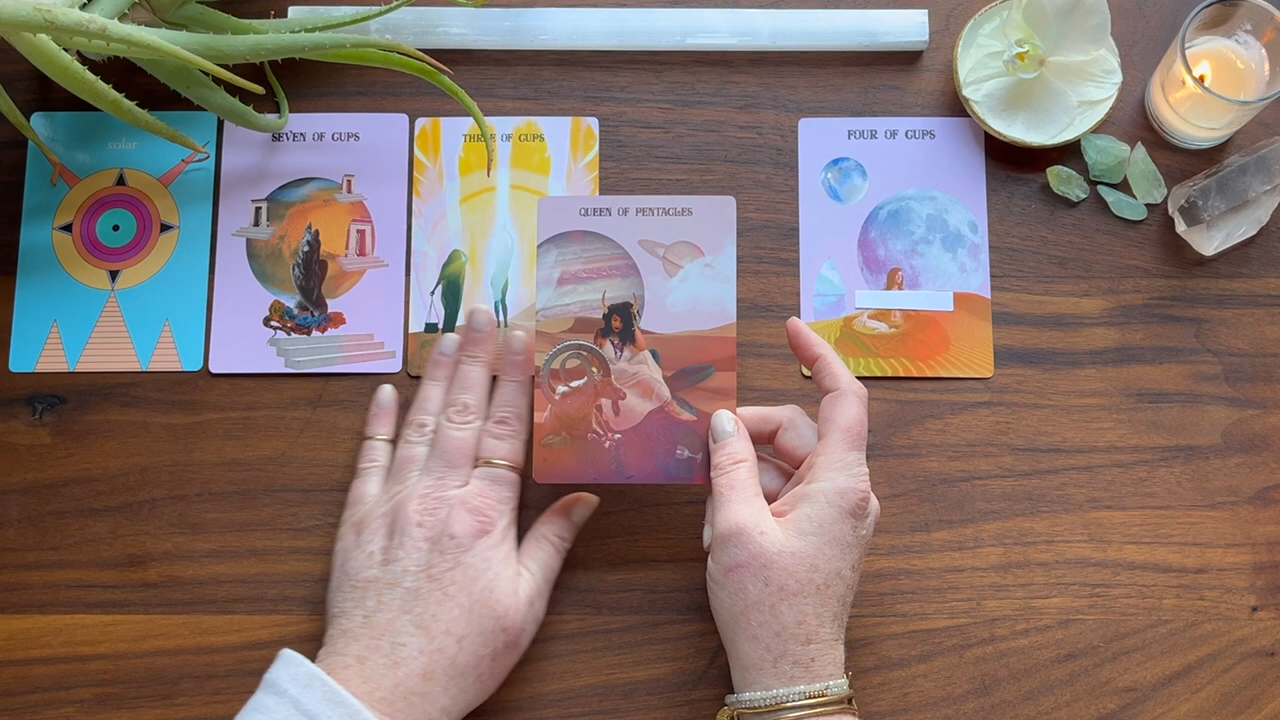 solar
SEVEN OF CUPS
THREE OF CUPS
QUEEN OF PENTACLES
FOUR OF CUPS